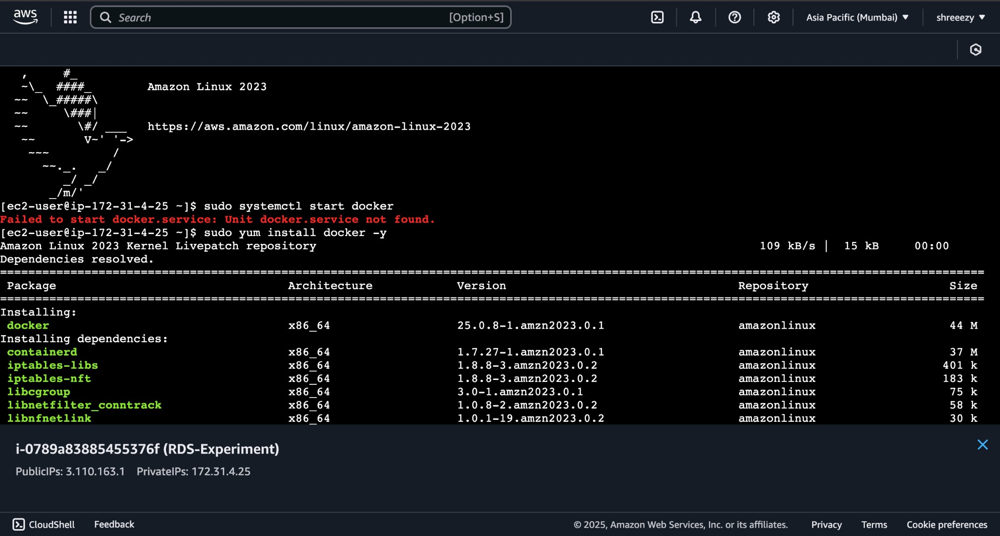 aws Search [Option+S] Asia Pacific (Mumbai) ▼ shreeezy ▼
   ,     #_
   ~\_  ####_        Amazon Linux 2023
  ~~  \_#####\
  ~~     \###|
  ~~       \#/ ___   https://aws.amazon.com/linux/amazon-linux-2023
   ~~       V~' '->
    ~~~         /
      ~~._.   _/
         _/ _/
       _/m/'
[ec2-user@ip-172-31-4-25 ~]$ sudo systemctl start docker
Failed to start docker.service: Unit docker.service not found.
[ec2-user@ip-172-31-4-25 ~]$ sudo yum install docker -y
Amazon Linux 2023 Kernel Livepatch repository 109 kB/s | 15 kB 00:00
Dependencies resolved.
============================================================================================================================================
Package Architecture Version Repository Size
============================================================================================================================================
Installing:
docker x86_64 25.0.8-1.amzn2023.0.1 amazonlinux 44 M
Installing dependencies:
containerd x86_64 1.7.27-1.amzn2023.0.1 amazonlinux 37 M
iptables-libs x86_64 1.8.8-3.amzn2023.0.2 amazonlinux 401 k
iptables-nft x86_64 1.8.8-3.amzn2023.0.2 amazonlinux 183 k
libcgroup x86_64 3.0-1.amzn2023.0.1 amazonlinux 75 k
libnetfilter_conntrack x86_64 1.0.8-2.amzn2023.0.2 amazonlinux 58 k
libnfnetlink x86_64 1.0.1-19.amzn2023.0.2 amazonlinux 30 k
i-0789a83885455376f (RDS-Experiment)
PublicIPs: 3.110.163.1 PrivateIPs: 172.31.4.25
CloudShell Feedback © 2025, Amazon Web Services, Inc. or its affiliates. Privacy Terms Cookie preferences